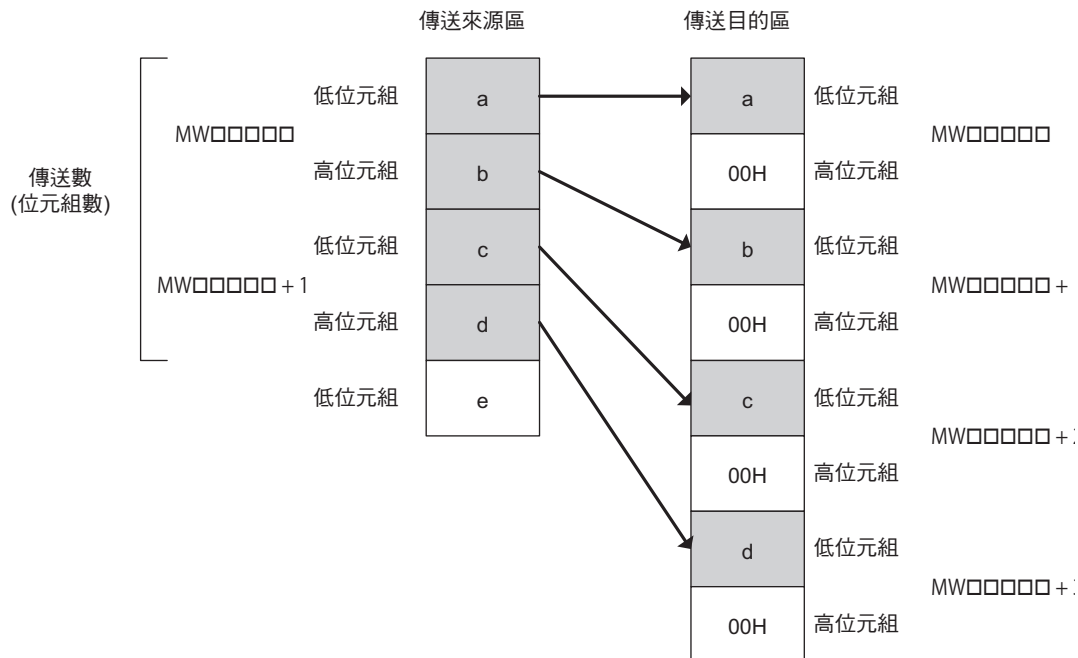 傳送來源區
傳送目的區
低位元組 a a 低位元組
MW□□□□□ MW□□□□□
高位元組 b 00H 高位元組
傳送數
(位元組數)
低位元組 c b 低位元組
MW□□□□□ + 1 MW□□□□□ +
高位元組 d 00H 高位元組
低位元組 e c 低位元組
MW□□□□□ + 2
00H 高位元組
d 低位元組
MW□□□□□ +
00H 高位元組